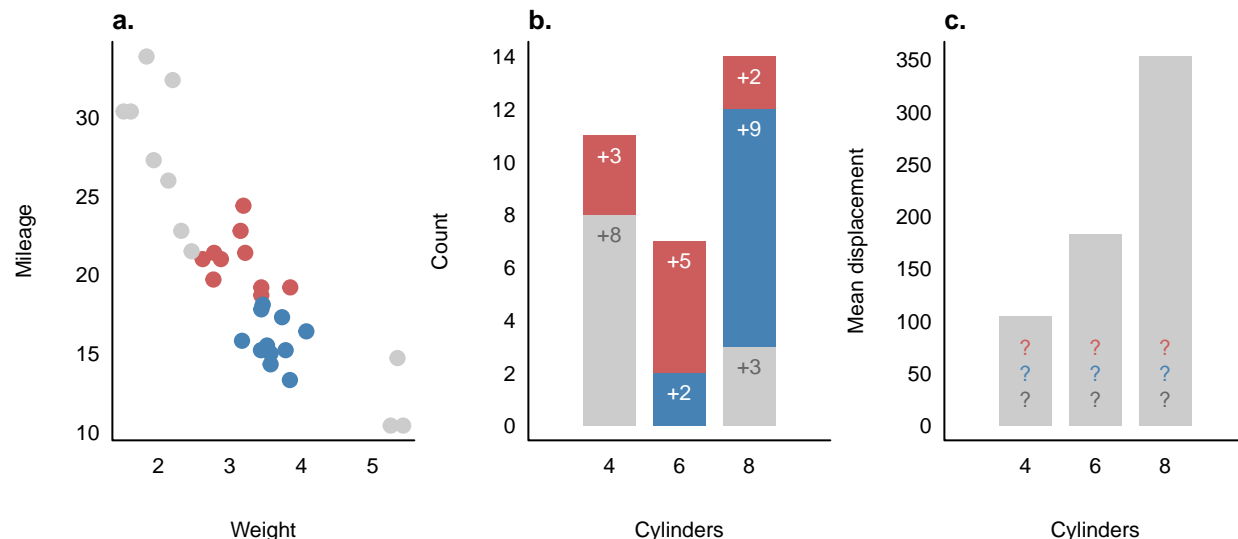 a.
Mileage
30
25
20
15
10
2 3 4 5
Weight
b.
Count
14
12
10
8
6
4
2
0
+3
+8
+5
+2
+2
+9
+3
4 6 8
Cylinders
c.
Mean displacement
350
300
250
200
150
100
50
0
? ? ?
? ? ?
? ? ?
4 6 8
Cylinders